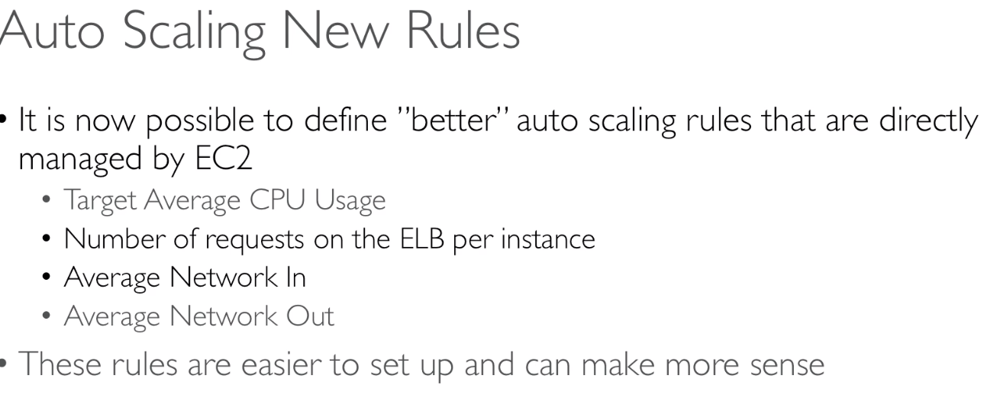 Auto Scaling New Rules
• It is now possible to define ”better” auto scaling rules that are directly
managed by EC2
• Target Average CPU Usage
• Number of requests on the ELB per instance
• Average Network In
• Average Network Out
• These rules are easier to set up and can make more sense